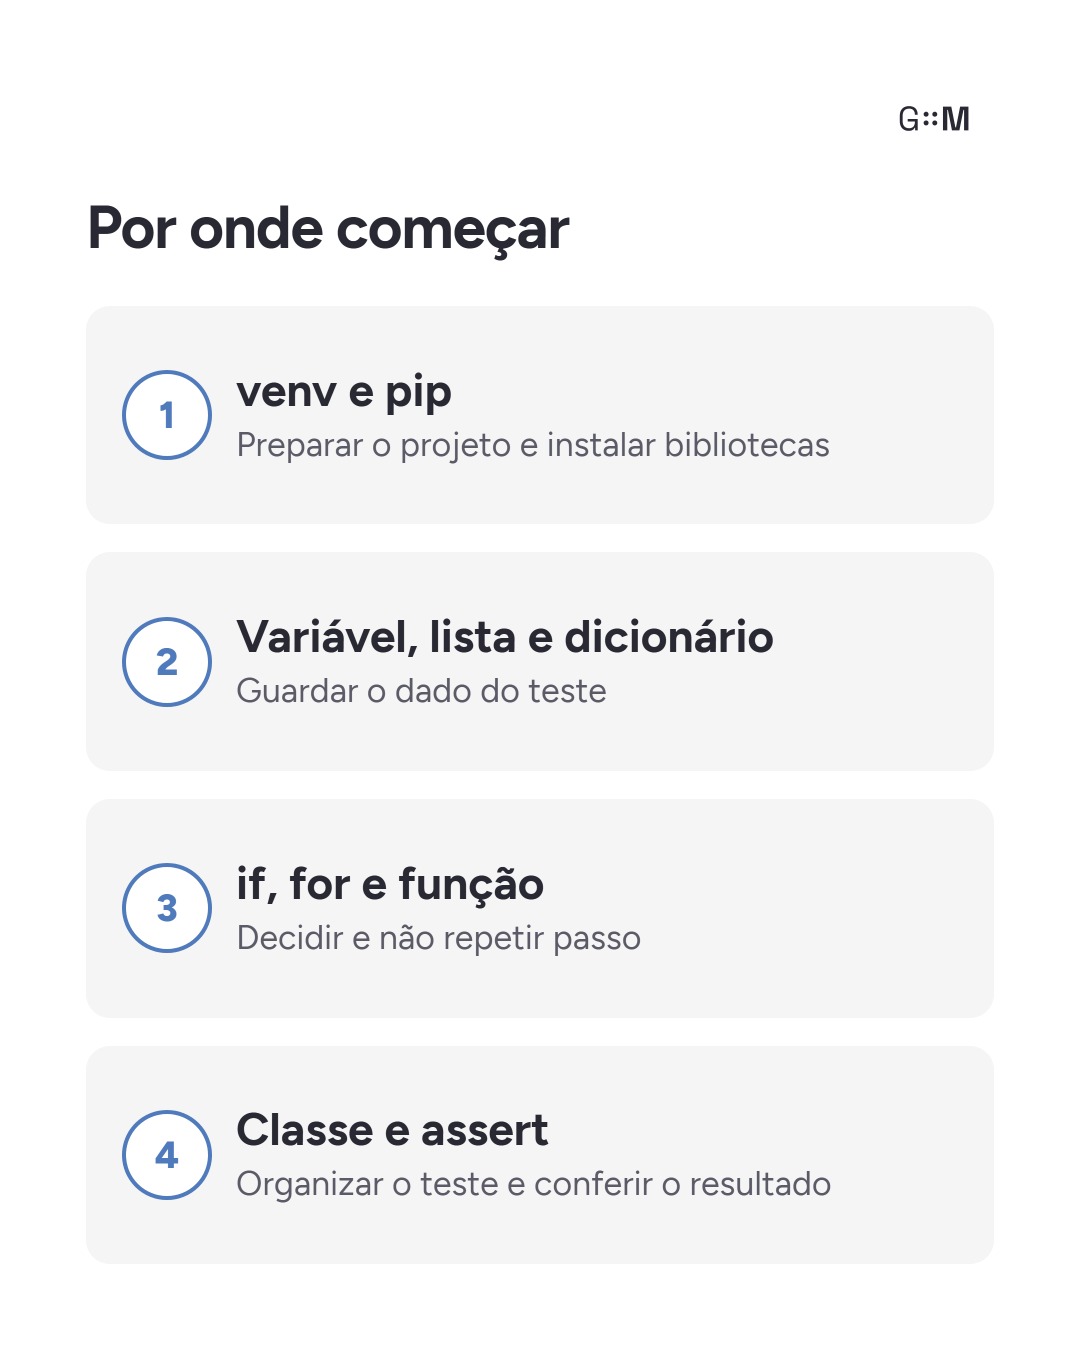 G::M
Por onde começar
1
venv e pip
Preparar o projeto e instalar bibliotecas
2
Variável, lista e dicionário
Guardar o dado do teste
3
if, for e função
Decidir e não repetir passo
4
Classe e assert
Organizar o teste e conferir o resultado